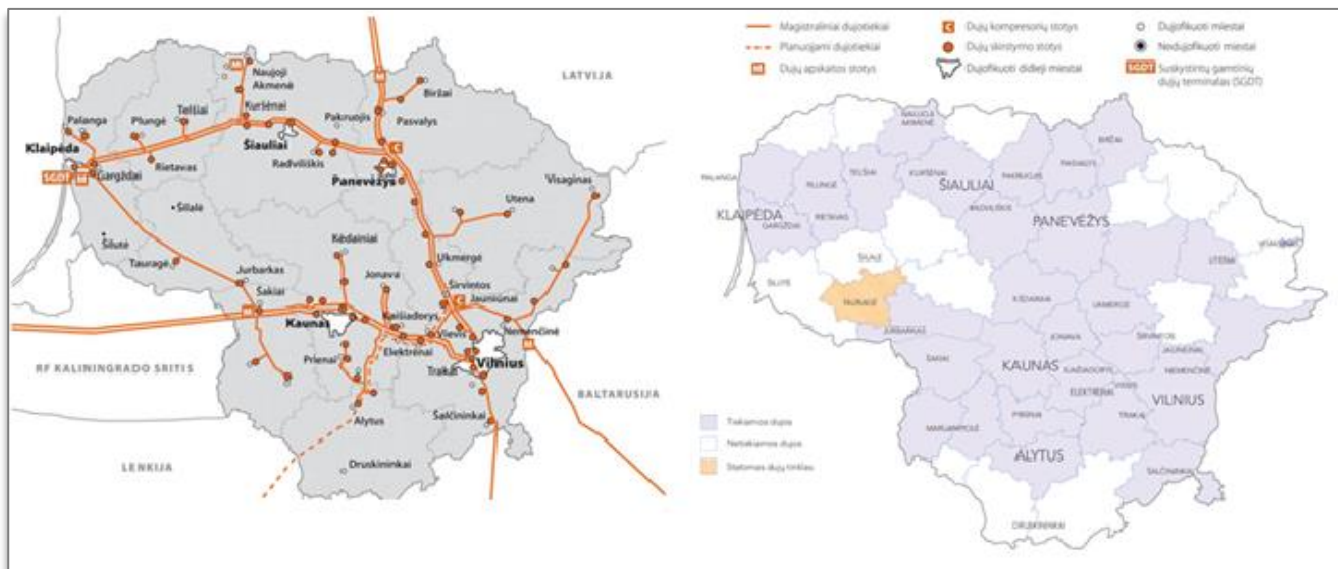 Magistraliniai dujotiekiai
Planuojami dujotiekiai
M Dujų apskaitos stotys
C Dujų kompresorių stotys
Dujų skirstymo stotys
Dujofikuoti didieji miestai
Dujofikuoti miestai
Nedujofikuoti miestai
SGDT Suskystintų gamtinių
dujų terminalas (SGDT)
LATVIJA
M
M
Naujoji
Akmenė
Biržai
Telšiai
Kuršėnai
Pakruojis
Pasvalys
Palanga
Plungė
Klaipėda
Šiauliai
C
Rietavas
Radviliškis
SGDT M
Gargždai
Panevėžys
Visaginas
Šilalė
Utena
Šilutė
Kėdainiai
Tauragė
Ukmergė
Jurbarkas
Jonava
Širvintos
Šakiai
C
Jauniūnai
M
Kaišiadorys
Kaunas
Vievis
Nemenčinė
M
Prienai
Elektrėnai
Vilnius
RF KALININGRADO SRITIS
Trakai
BALTARUSIJA
Alytus
Šalčininkai
LENKIJA
Druskininkai
NAUJOJI
AKMENĖ
BIRŽAI
PASVALYS
TELŠIAI
KURŠĖNAI
PAKRUOJIS
PALANGA
PLUNGĖ
ŠIAULIAI
RADVILIŠKIS
KLAIPĖDA
RIETAVAS
PANEVĖŽYS
GARGŽDAI
VISAGINAS
ŠILALĖ
UTENA
ŠILUTĖ
TAURAGĖ
KĖDAINIAI
UKMERGĖ
JURBARKAS
JONAVA
ŠIRVINTOS
JAUNIŪNAI
ŠAKIAI
KAUNAS
KAIŠIADORYS
NEMENČINĖ
VIEVIS
ELEKTRĖNAI
VILNIUS
MARIJAMPOLĖ
PRIENAI
TRAKAI
ALYTUS
ŠALČININKAI
DRUSKININKAI
Tiekiamos dujos
Netiekiamos dujos
Statomas dujų tinklas